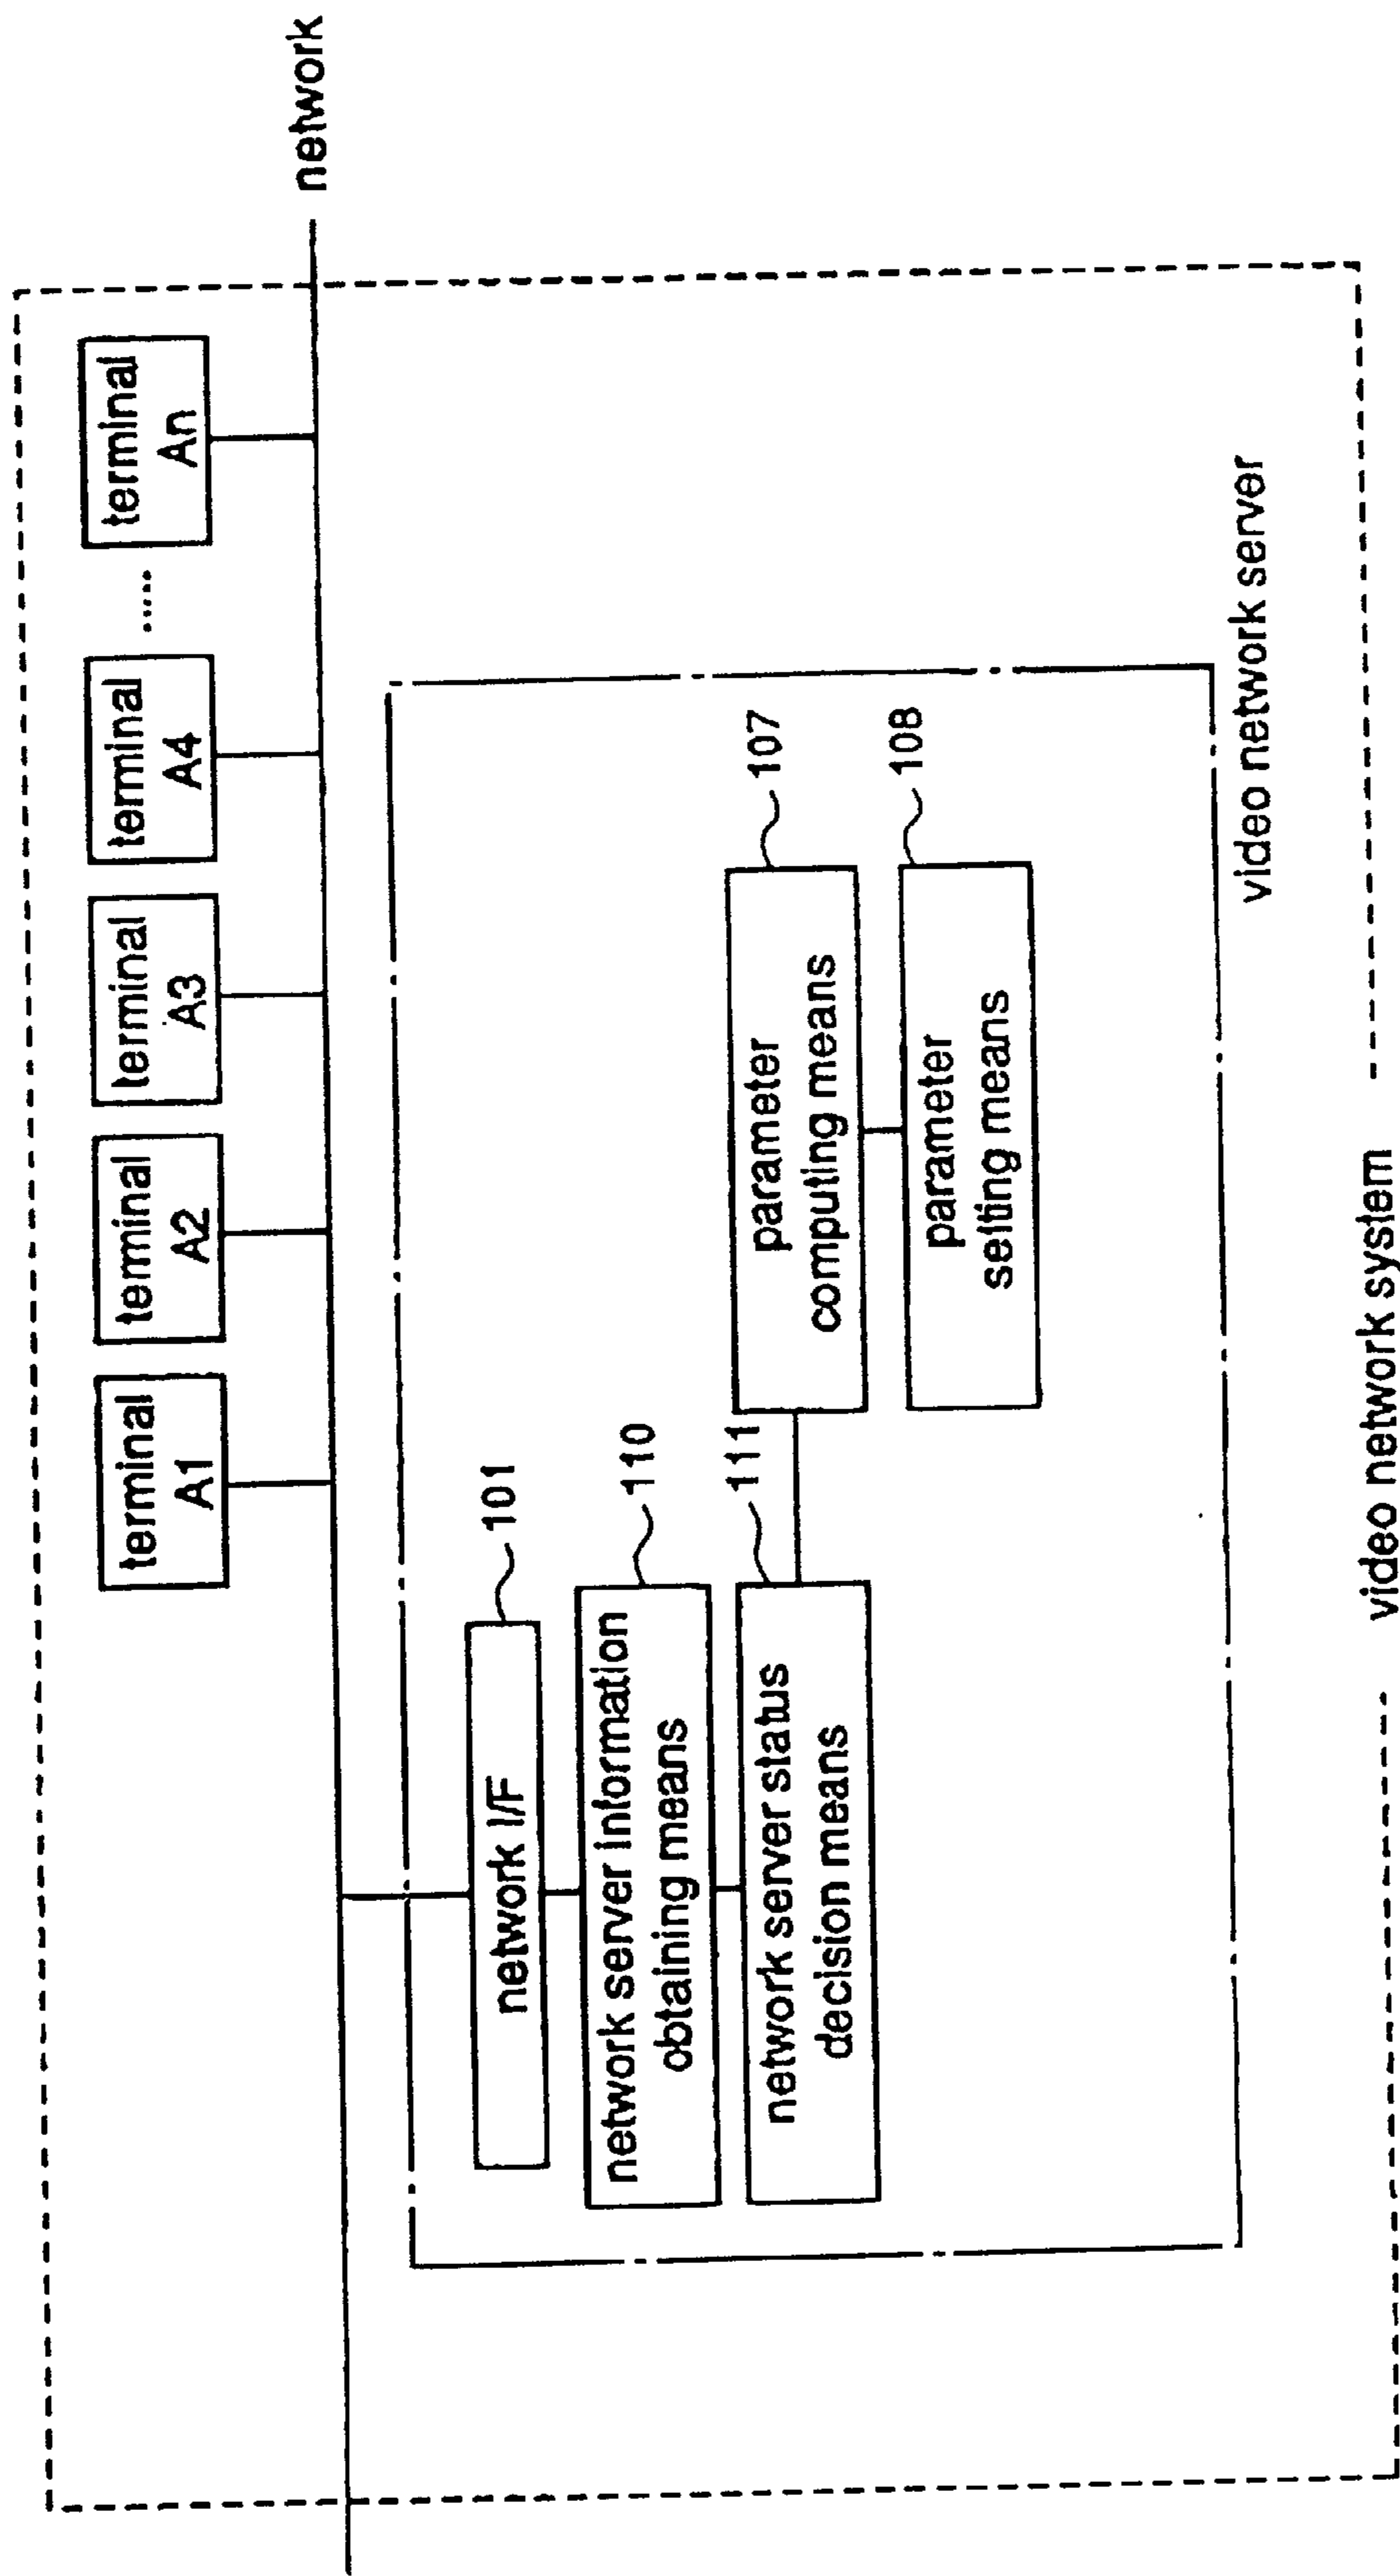 network
terminal
A1
terminal
A2
terminal
A3
terminal
A4
.....
terminal
An
101
network I/F
110
network server information
obtaining means
111
network server status
decision means
107
parameter
computing means
108
parameter
setting means
video network server
video network system